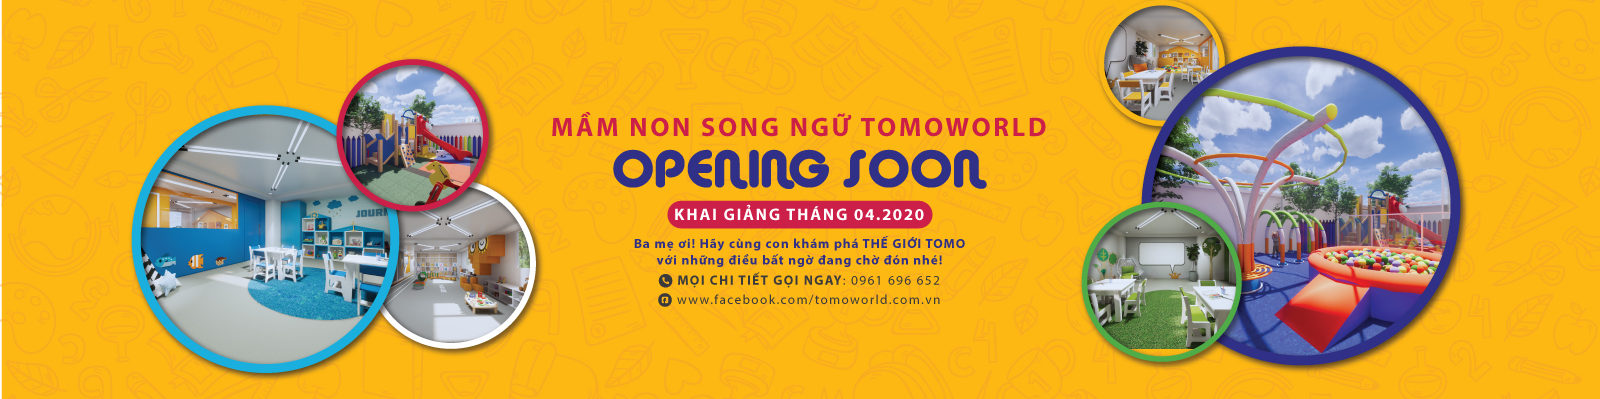 MẦM NON SONG NGỮ TOMOWORLD
OPENING SOON
KHAI GIẢNG THÁNG 04.2020
Ba mẹ ơi! Hãy cùng con khám phá THẾ GIỚI TOMO
với những điều bất ngờ đang chờ đón nhé!
MỌI CHI TIẾT GỌI NGAY: 0961 696 652
www.facebook.com/tomoworld.com.vn